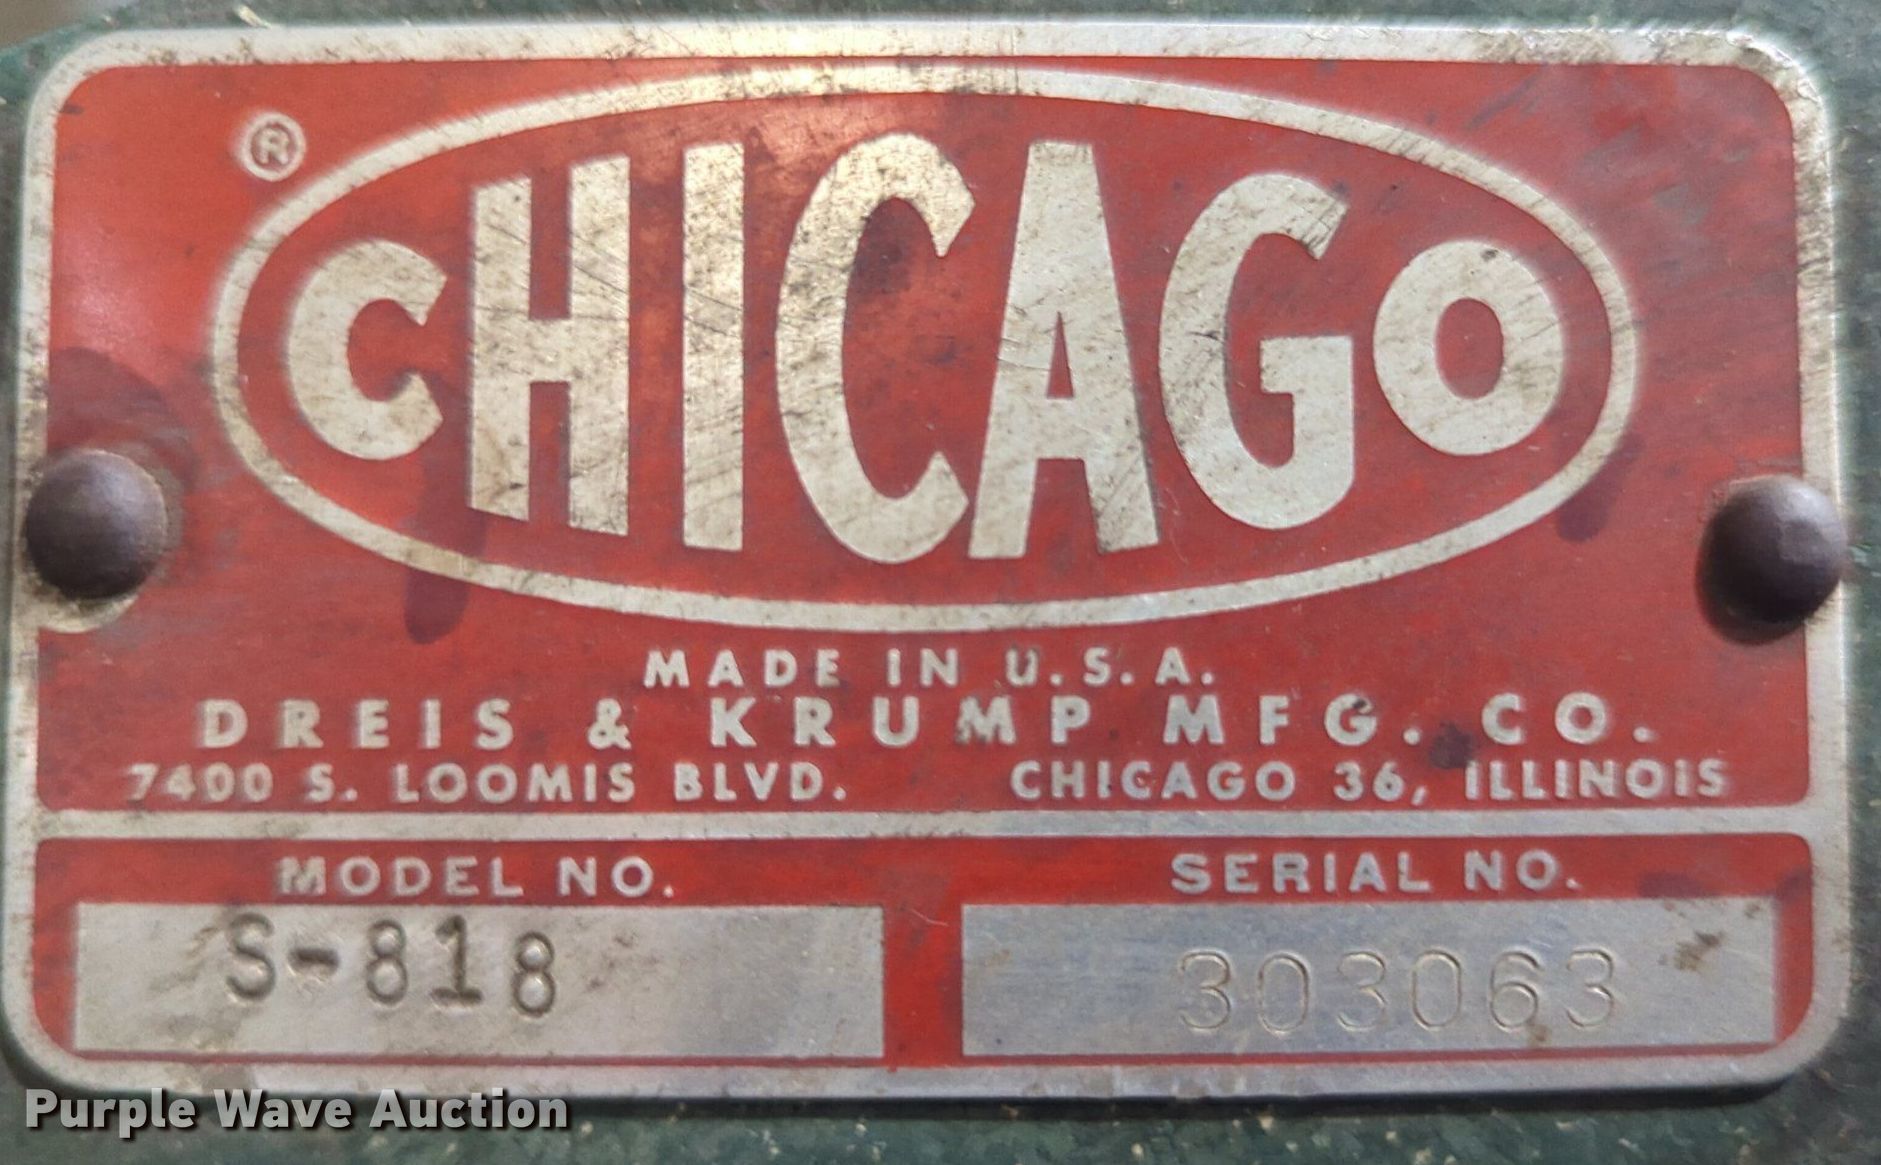 ®
CHICAGO
MADE IN U.S.A.
DREIS & KRUMP MFG. CO.
7400 S. LOOMIS BLVD. CHICAGO 36, ILLINOIS
MODEL NO. SERIAL NO.
S-818 303063
Purple Wave Auction